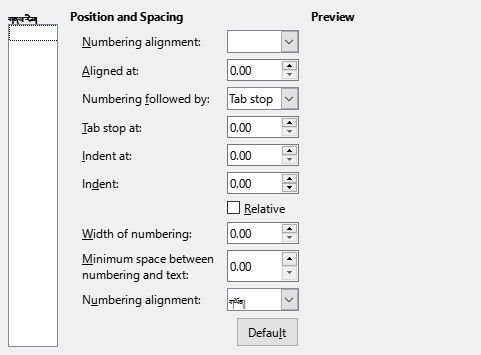 གནས་རིམ
Position and Spacing
Preview
Numbering alignment:
Aligned at:
0.00
Numbering followed by:
Tab stop
Tab stop at:
0.00
Indent at:
0.00
Indent:
0.00
Relative
Width of numbering:
0.00
Minimum space between
numbering and text:
0.00
Numbering alignment:
གཡོན།
Default